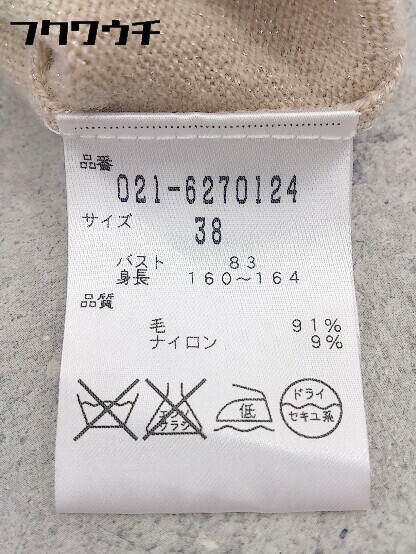 フクワウチ
品番
021-6270124
サイズ
38
バスト 83
身長 160～164
品質
毛 91%
ナイロン 9%
エンソ
サラシ
低
ドライ
セキユ系